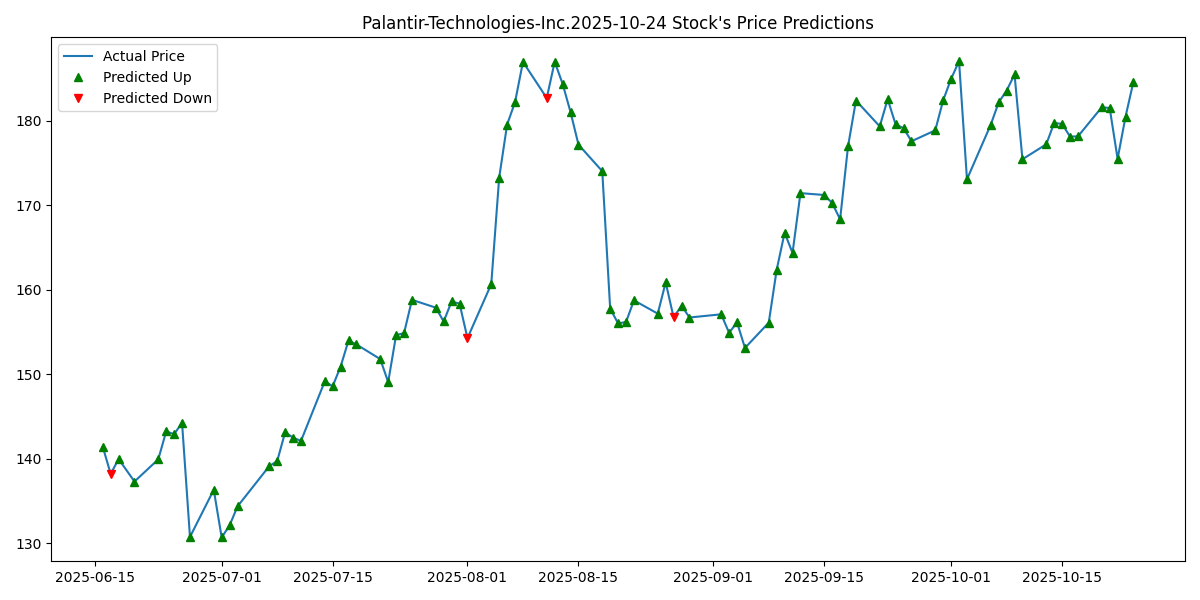 Palantir-Technologies-Inc.2025-10-24 Stock's Price Predictions
Actual Price
Predicted Up
Predicted Down
180
170
160
150
140
130
2025-06-15 2025-07-01 2025-07-15 2025-08-01 2025-08-15 2025-09-01 2025-09-15 2025-10-01 2025-10-15